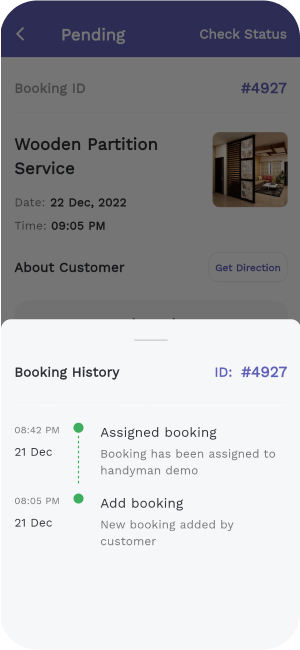 Pending
Check Status
Booking ID
#4927
Wooden Partition
Service
Date: 22 Dec, 2022
Time: 09:05 PM
About Customer
Get Direction
Booking History
ID: #4927
08:42 PM
Assigned booking
21 Dec
Booking has been assigned to
handyman demo
08:05 PM
Add booking
21 Dec
New booking added by
customer